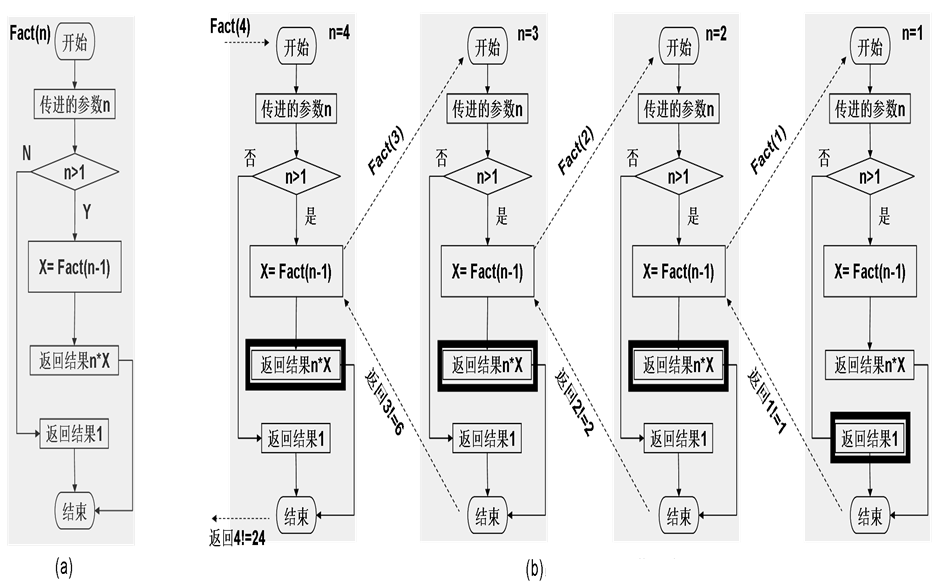 Fact(n)
开始
传进的参数n
N
n>1
Y
X= Fact(n-1)
返回结果n*X
返回结果1
结束
(a)
Fact(4)
n=4
开始
传进的参数n
否
n>1
是
X= Fact(n-1)
返回结果n*X
返回结果1
结束
返回4!=24
Fact(3)
返回3!=6
n=3
开始
传进的参数n
否
n>1
是
X= Fact(n-1)
返回结果n*X
返回结果1
结束
Fact(2)
返回2!=2
n=2
开始
传进的参数n
否
n>1
是
X= Fact(n-1)
返回结果n*X
返回结果1
结束
Fact(1)
返回1!=1
n=1
开始
传进的参数n
否
n>1
是
X= Fact(n-1)
返回结果n*X
返回结果1
结束
(b)